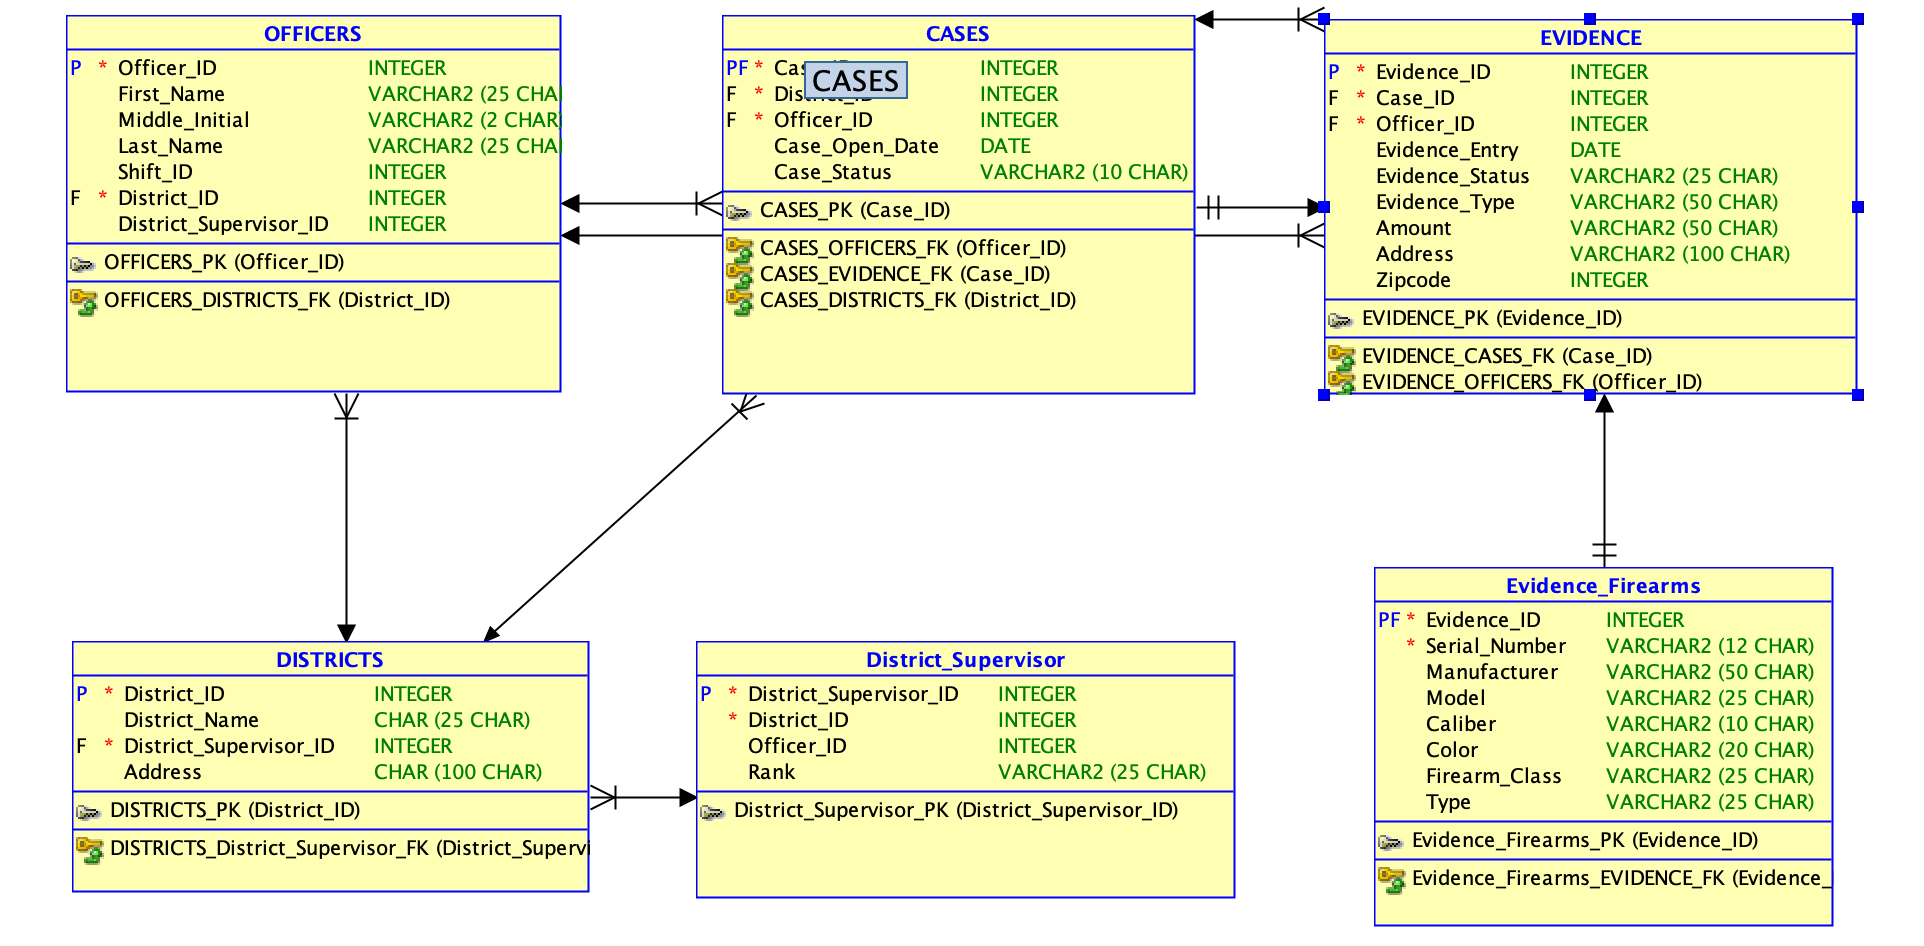 OFFICERS
P * Officer_ID INTEGER
First_Name VARCHAR2 (25 CHA
Middle_Initial VARCHAR2 (2 CHAR
Last_Name VARCHAR2 (25 CHA
Shift_ID INTEGER
F * District_ID INTEGER
District_Supervisor_ID INTEGER
OFFICERS_PK (Officer_ID)
OFFICERS_DISTRICTS_FK (District_ID)
CASES
PF * Cas INTEGER
CASES
F * Dis INTEGER
F * Officer_ID INTEGER
Case_Open_Date DATE
Case_Status VARCHAR2 (10 CHAR)
CASES_PK (Case_ID)
CASES_OFFICERS_FK (Officer_ID)
CASES_EVIDENCE_FK (Case_ID)
CASES_DISTRICTS_FK (District_ID)
EVIDENCE
P * Evidence_ID INTEGER
F * Case_ID INTEGER
F * Officer_ID INTEGER
Evidence_Entry DATE
Evidence_Status VARCHAR2 (25 CHAR)
Evidence_Type VARCHAR2 (50 CHAR)
Amount VARCHAR2 (50 CHAR)
Address VARCHAR2 (100 CHAR)
Zipcode INTEGER
EVIDENCE_PK (Evidence_ID)
EVIDENCE_CASES_FK (Case_ID)
EVIDENCE_OFFICERS_FK (Officer_ID)
DISTRICTS
P * District_ID INTEGER
District_Name CHAR (25 CHAR)
F * District_Supervisor_ID INTEGER
Address CHAR (100 CHAR)
DISTRICTS_PK (District_ID)
DISTRICTS_District_Supervisor_FK (District_Supervi
District_Supervisor
P * District_Supervisor_ID INTEGER
* District_ID INTEGER
Officer_ID INTEGER
Rank VARCHAR2 (25 CHAR)
District_Supervisor_PK (District_Supervisor_ID)
Evidence_Firearms
PF * Evidence_ID INTEGER
* Serial_Number VARCHAR2 (12 CHAR)
Manufacturer VARCHAR2 (50 CHAR)
Model VARCHAR2 (25 CHAR)
Caliber VARCHAR2 (10 CHAR)
Color VARCHAR2 (20 CHAR)
Firearm_Class VARCHAR2 (25 CHAR)
Type VARCHAR2 (25 CHAR)
Evidence_Firearms_PK (Evidence_ID)
Evidence_Firearms_EVIDENCE_FK (Evidence_